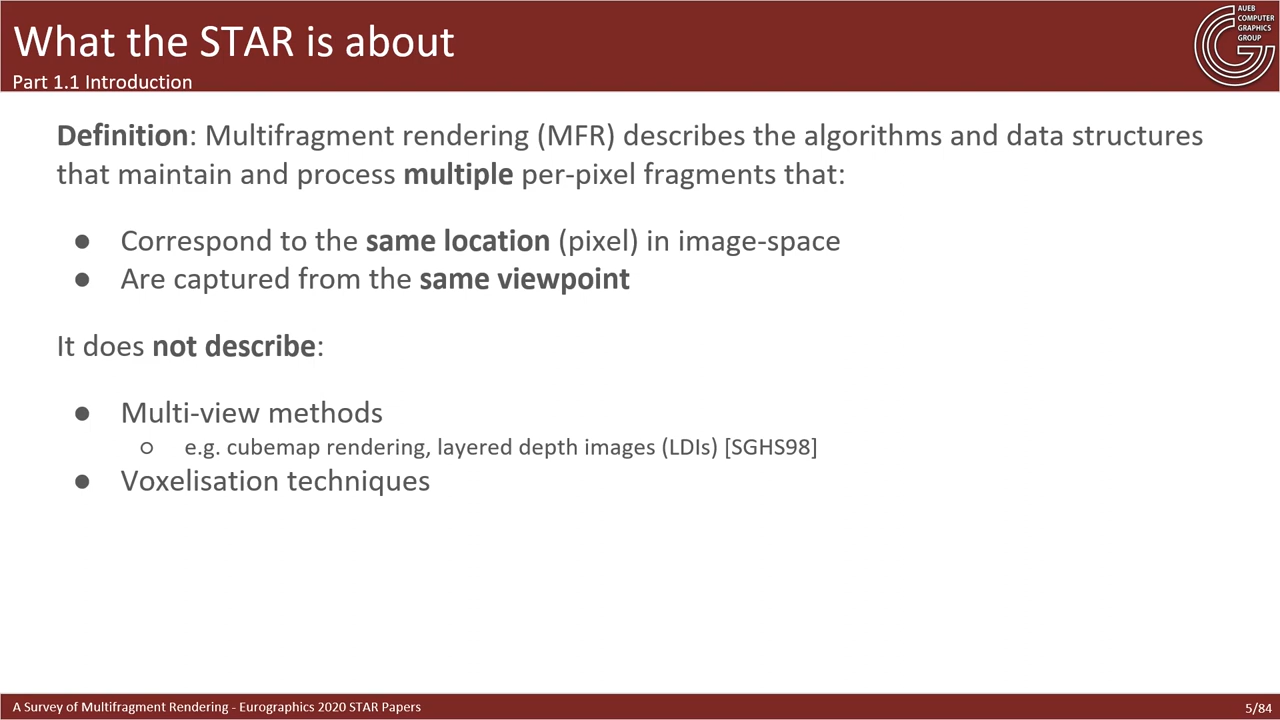 What the STAR is about
Part 1.1 Introduction
AUEB
COMPUTER
GRAPHICS
GROUP
Definition: Multifragment rendering (MFR) describes the algorithms and data structures
that maintain and process multiple per-pixel fragments that:
● Correspond to the same location (pixel) in image-space
● Are captured from the same viewpoint
It does not describe:
● Multi-view methods
○ e.g. cubemap rendering, layered depth images (LDIs) [SGHS98]
● Voxelisation techniques
A Survey of Multifragment Rendering - Eurographics 2020 STAR Papers
5/84